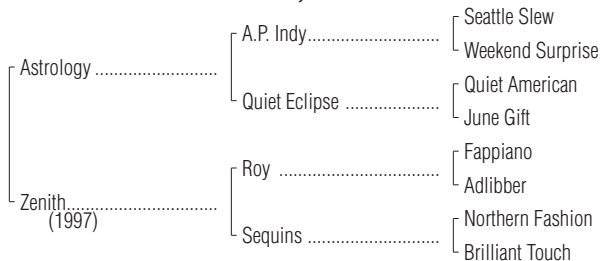 Seattle Slew
A.P. Indy
Weekend Surprise
Astrology
Quiet American
Quiet Eclipse
June Gift
Fappiano
Roy
Adlibber
Zenith
(1997)
Northern Fashion
Sequins
Brilliant Touch